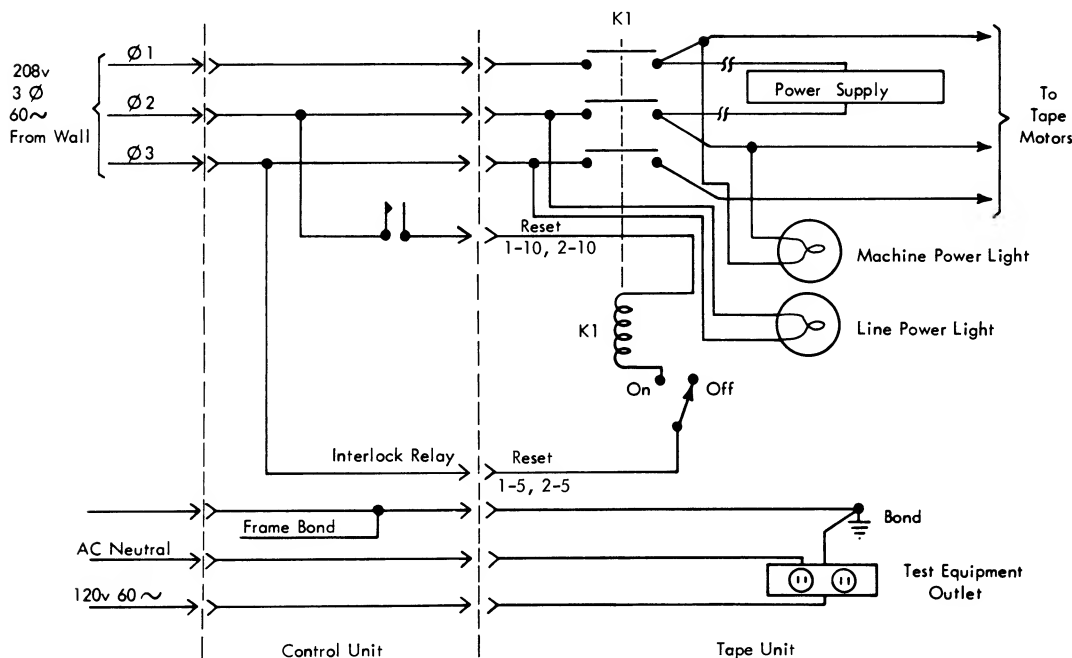 K1
Ø 1
208v
3 Ø
60~
From Wall
Ø 2
Ø 3
Power Supply
To
Tape
Motors
Reset
1-10, 2-10
Machine Power Light
K1
Line Power Light
On
Off
Interlock Relay
Reset
1-5, 2-5
Frame Bond
Bond
AC Neutral
Test Equipment
Outlet
120v 60~
Control Unit
Tape Unit